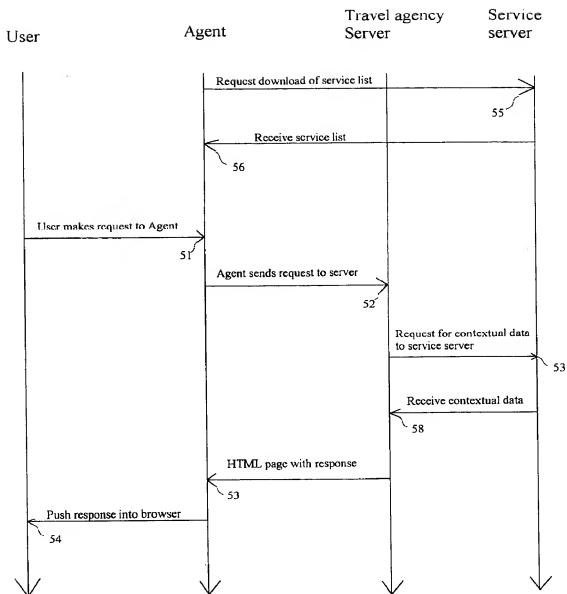 User
Agent
Travel agency
Server
Service
server
Request download of service list
55
Receive service list
56
User makes request to Agent
51
Agent sends request to server
52
Request for contextual data
to service server
53
Receive contextual data
58
HTML page with response
53
Push response into browser
54